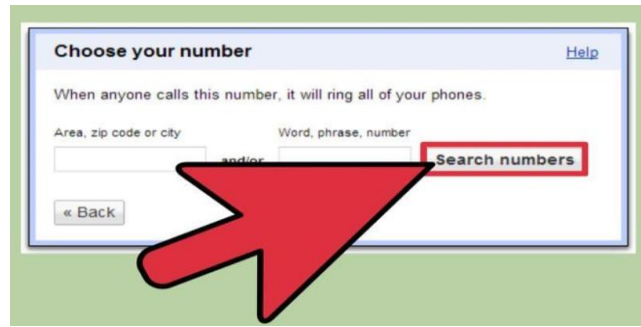 Choose your number
Help
When anyone calls this number, it will ring all of your phones.
Area, zip code or city
Word, phrase, number
and/or
Search numbers
« Back